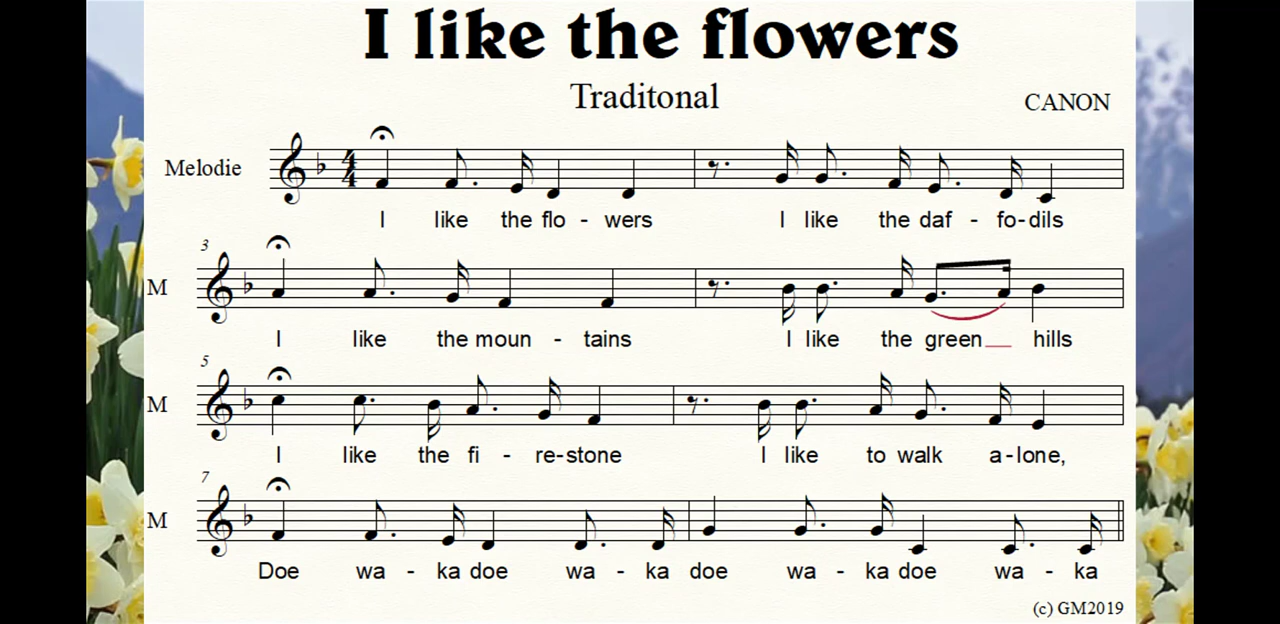 I like the flowers
Traditonal
CANON
Melodie
I like the flo - wers I like the daf - fo-dils
3
M
I like the moun - tains I like the green__ hills
5
M
I like the fi - re-stone I like to walk a-lone,
7
M
Doe wa - ka doe wa - ka doe wa - ka doe wa - ka
(c) GM2019